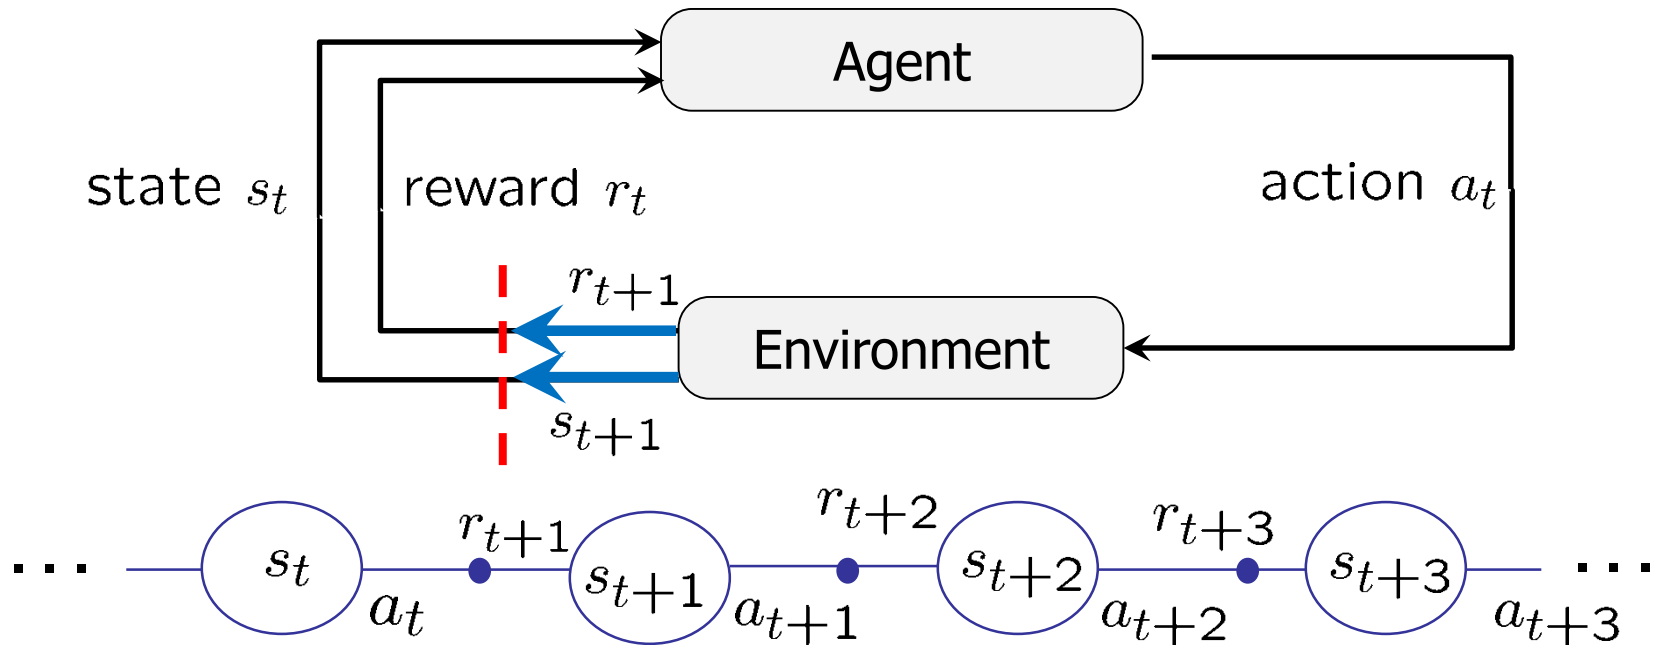 Agent
state s_t
reward r_t
action a_t
r_{t+1}
Environment
s_{t+1}
r_{t+1} r_{t+2} r_{t+3}
... s_t s_{t+1} s_{t+2} s_{t+3} ...
a_t a_{t+1} a_{t+2} a_{t+3}